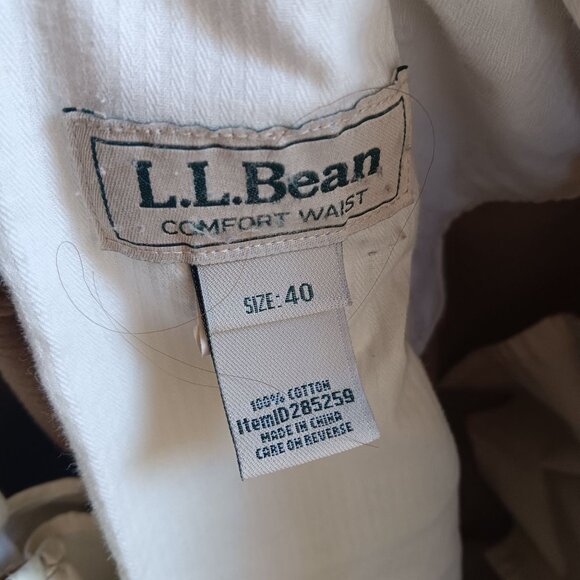 L.L.Bean
COMFORT WAIST
SIZE: 40
100% COTTON
ItemID285259
MADE IN CHINA
CARE ON REVERSE